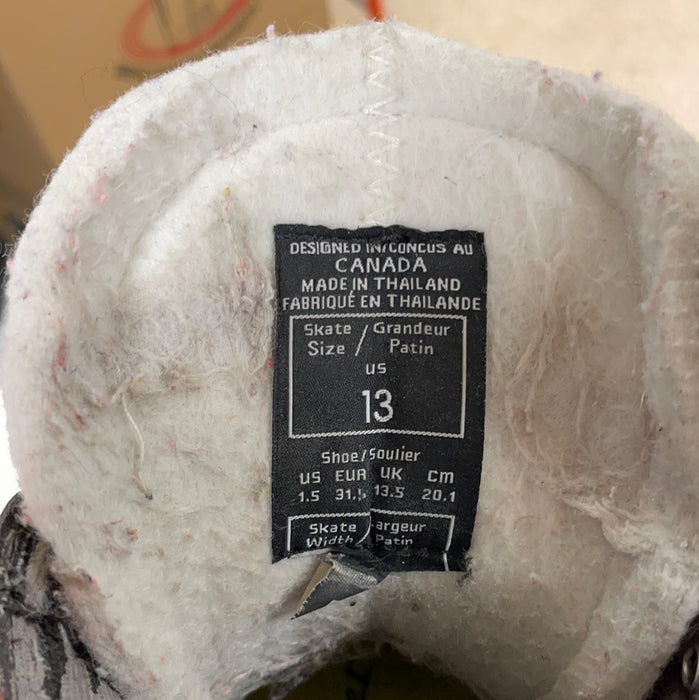 DESIGNED IN/CONCUS AU
CANADA
MADE IN THAILAND
FABRIQUÉ EN THAILANDE
Skate / Grandeur
Size / Patin
US
13
Shoe/Soulier
US EUR UK Cm
1.5 13.5 20.1
Skate argeur
Width Patin